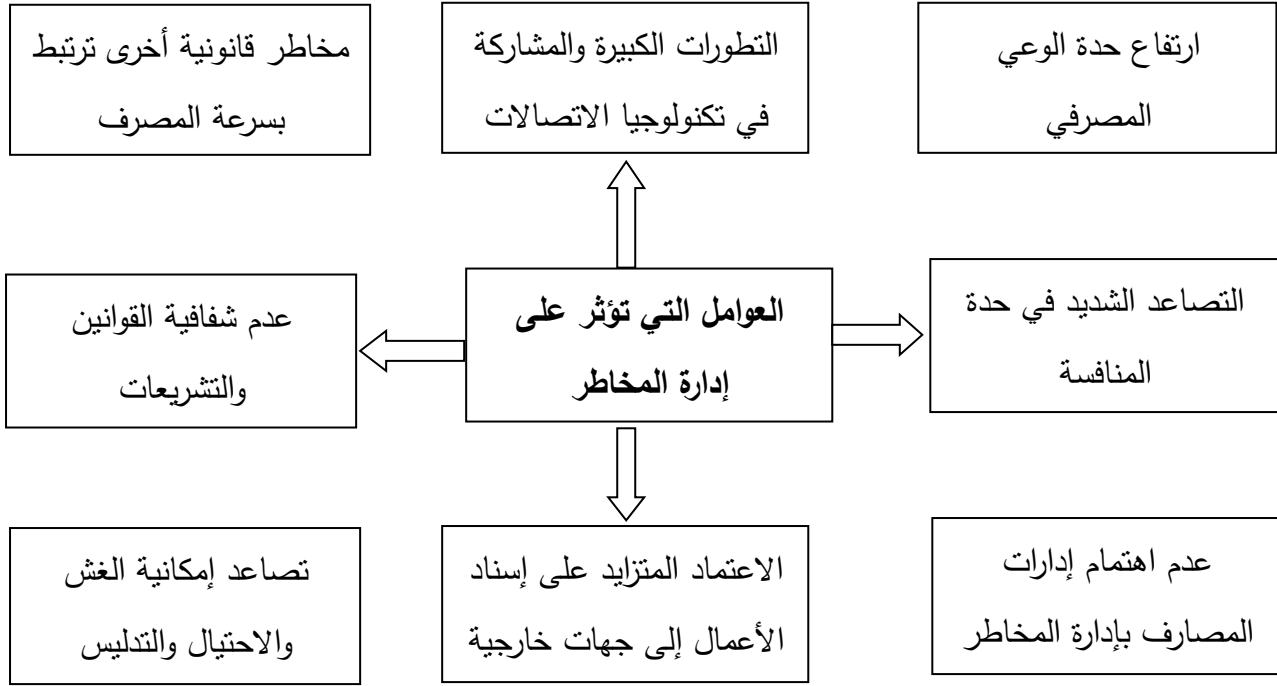 ارتفاع حدة الوعي
المصرفي
التطورات الكبيرة والمشاركة
في تكنولوجيا الاتصالات
مخاطر قانونية أخرى ترتبط
بسرعة المصرف
التصاعد الشديد في حدة
المنافسة
العوامل التي تؤثر على
إدارة المخاطر
عدم شفافية القوانين
والتشريعات
عدم اهتمام إدارات
المصارف بإدارة المخاطر
الاعتماد المتزايد على إسناد
الأعمال إلى جهات خارجية
تصاعد إمكانية الغش
والاحتيال والتدليس